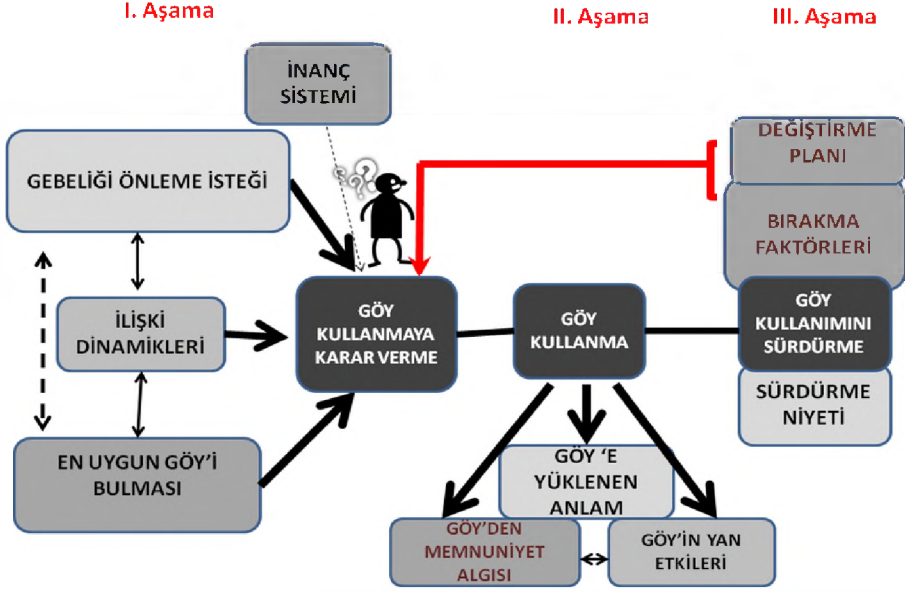 I. Aşama
II. Aşama
III. Aşama
İNANÇ
SİSTEMİ
GEBELİĞİ ÖNLEME İSTEĞİ
İLİŞKİ
DİNAMİKLERİ
EN UYGUN GÖY’İ
BULMASI
???
GÖY
KULLANMAYA
KARAR VERME
GÖY
KULLANMA
DEĞİŞTİRME
PLANI
BIRAKMA
FAKTÖRLERİ
GÖY
KULLANIMINI
SÜRDÜRME
SÜRDÜRME
NİYETİ
GÖY ‘E
YÜKLENEN
ANLAM
GÖY’DEN
MEMNUNİYET
ALGISI
GÖY’İN YAN
ETKİLERİ